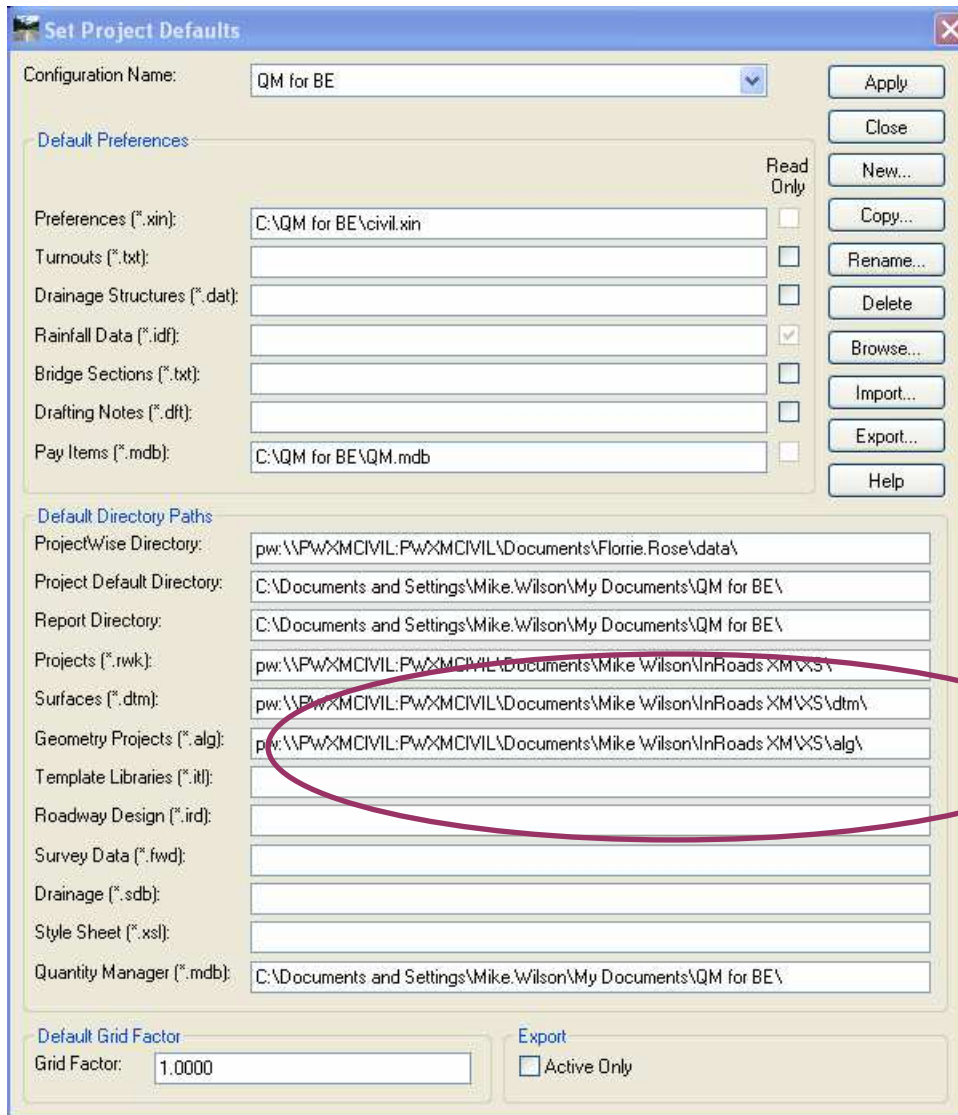 Set Project Defaults
Configuration Name: QM for BE
Apply
Close
Default Preferences
New...
Read Only
Copy...
Preferences (*.xin): C:\QM for BE\civil.xin
Turnouts (*.txt):
Rename...
Drainage Structures (*.dat):
Delete
Rainfall Data (*.idf):
Browse...
Bridge Sections (*.txt):
Import...
Drafting Notes (*.dft):
Export...
Pay Items (*.mdb): C:\QM for BE\QM.mdb
Help
Default Directory Paths
ProjectWise Directory: pw:\\PWXMCIVIL:PWXMCIVIL\Documents\Florrie.Rose\data\
Project Default Directory: C:\Documents and Settings\Mike.Wilson\My Documents\QM for BE\
Report Directory: C:\Documents and Settings\Mike.Wilson\My Documents\QM for BE\
Projects (*.rwk): pw:\\PWXMCIVIL:PWXMCIVIL\Documents\Mike Wilson\InRoads XM\XS\
Surfaces (*.dtm): pw:\\PWXMCIVIL:PWXMCIVIL\Documents\Mike Wilson\InRoads XM\XS\dtm\
Geometry Projects (*.alg): pw:\\PWXMCIVIL:PWXMCIVIL\Documents\Mike Wilson\InRoads XM\XS\alg\
Template Libraries (*.itl):
Roadway Design (*.ird):
Survey Data (*.fwd):
Drainage (*.sdb):
Style Sheet (*.xsl):
Quantity Manager (*.mdb): C:\Documents and Settings\Mike.Wilson\My Documents\QM for BE\
Default Grid Factor
Grid Factor: 1.0000
Export
Active Only